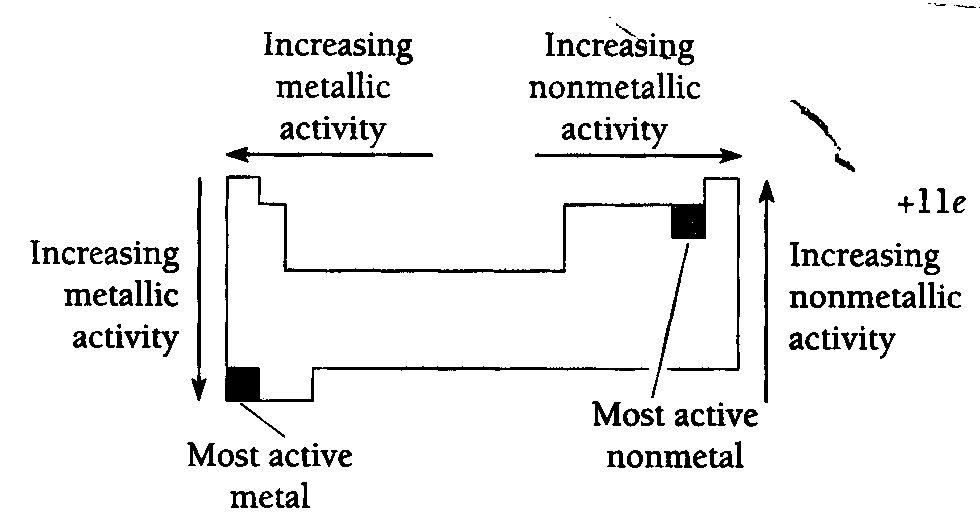 Increasing
metallic
activity
Increasing
nonmetallic
activity
+11e
Increasing
metallic
activity
Increasing
nonmetallic
activity
Most active
metal
Most active
nonmetal